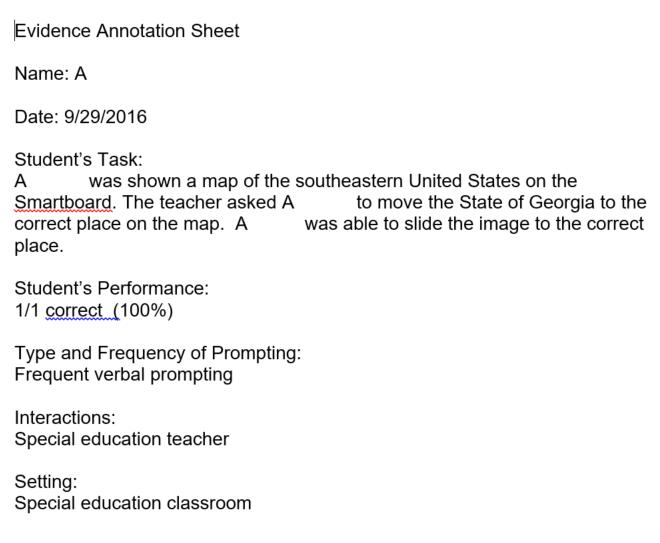 Evidence Annotation Sheet
Name: A
Date: 9/29/2016
Student's Task:
A was shown a map of the southeastern United States on the
Smartboard. The teacher asked A to move the State of Georgia to the
correct place on the map. A was able to slide the image to the correct
place.
Student's Performance:
1/1 correct (100%)
Type and Frequency of Prompting:
Frequent verbal prompting
Interactions:
Special education teacher
Setting:
Special education classroom